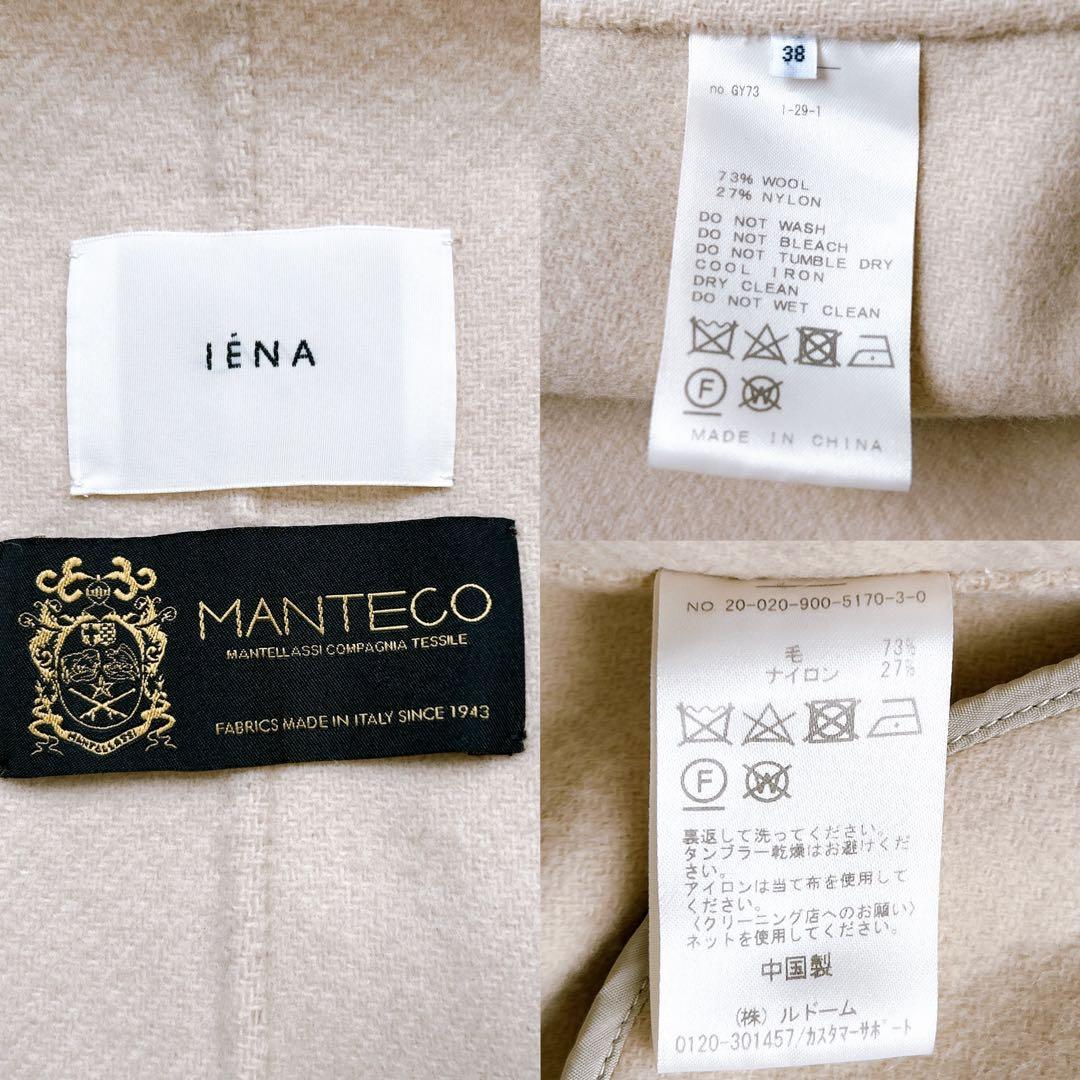 IÉNA
MANTECO
MANTELLASSI COMPAGNIA TESSILE
FABRICS MADE IN ITALY SINCE 1943
MANTELLASSI
38
no GY73
1-29-1
73% WOOL
27% NYLON
DO NOT WASH
DO NOT BLEACH
DO NOT TUMBLE DRY
COOL IRON
DRY CLEAN
DO NOT WET CLEAN
F W
MADE IN CHINA
NO 20-020-900-5170-3-0
毛 73%
ナイロン 27%
F W
裏返して洗ってください。
タンブラー乾燥はお避けくだ
さい。
アイロンは当て布を使用して
ください。
〈クリーニング店へのお願い〉
ネットを使用してください。
中国製
(株) ルドーム
0120-301457/カスタマーサポート